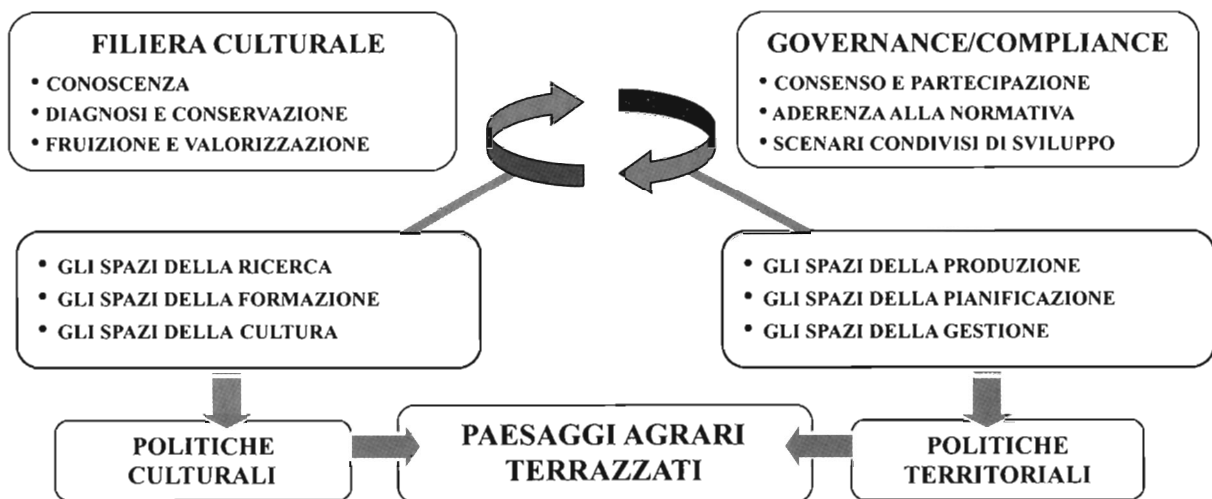 FILIERA CULTURALE
• CONOSCENZA
• DIAGNOSI E CONSERVAZIONE
• FRUIZIONE E VALORIZZAZIONE
GOVERNANCE/COMPLIANCE
• CONSENSO E PARTECIPAZIONE
• ADERENZA ALLA NORMATIVA
• SCENARI CONDIVISI DI SVILUPPO
• GLI SPAZI DELLA RICERCA
• GLI SPAZI DELLA FORMAZIONE
• GLI SPAZI DELLA CULTURA
• GLI SPAZI DELLA PRODUZIONE
• GLI SPAZI DELLA PIANIFICAZIONE
• GLI SPAZI DELLA GESTIONE
POLITICHE
CULTURALI
PAESAGGI AGRARI
TERRAZZATI
POLITICHE
TERRITORIALI